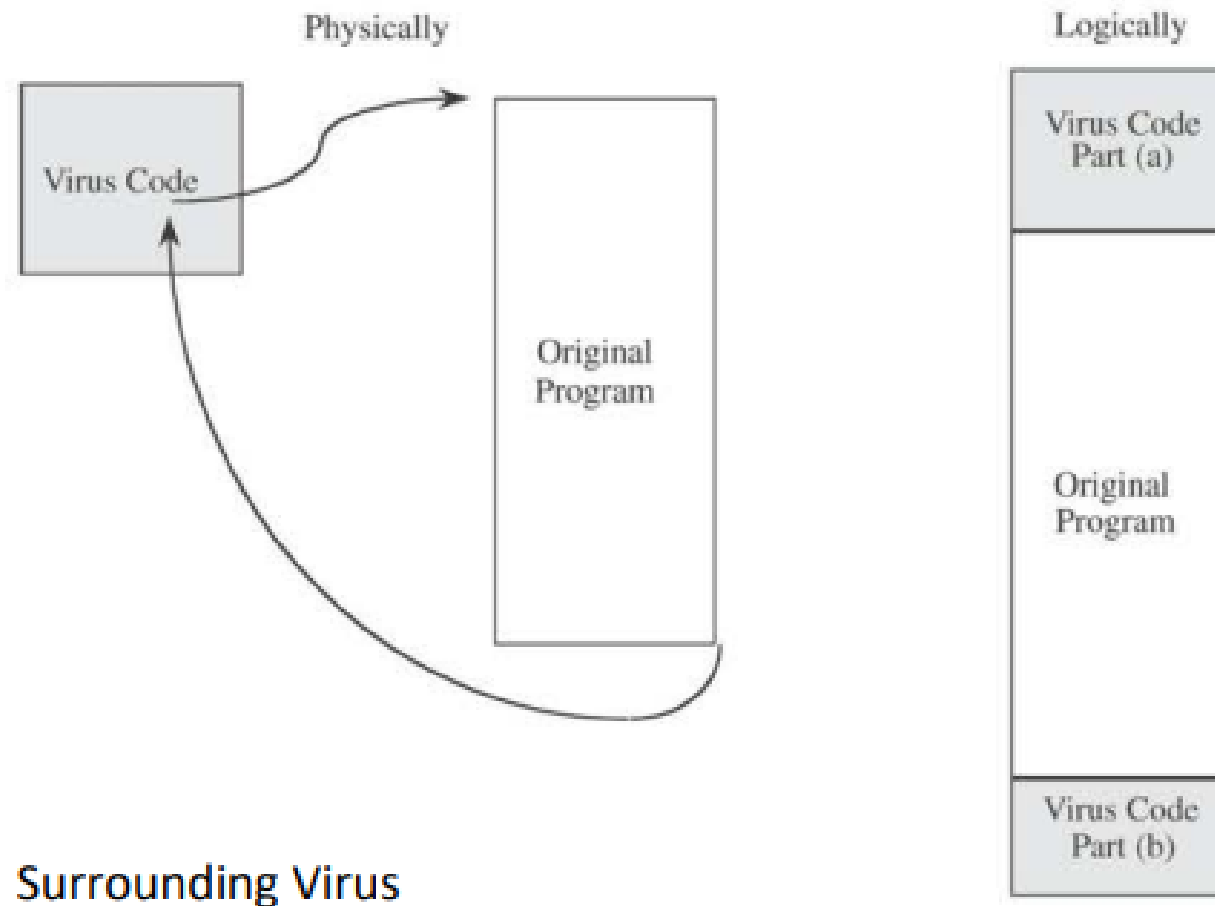 Physically
Logically
Virus Code
Original
Program
Virus Code
Part (a)
Original
Program
Virus Code
Part (b)
Surrounding Virus